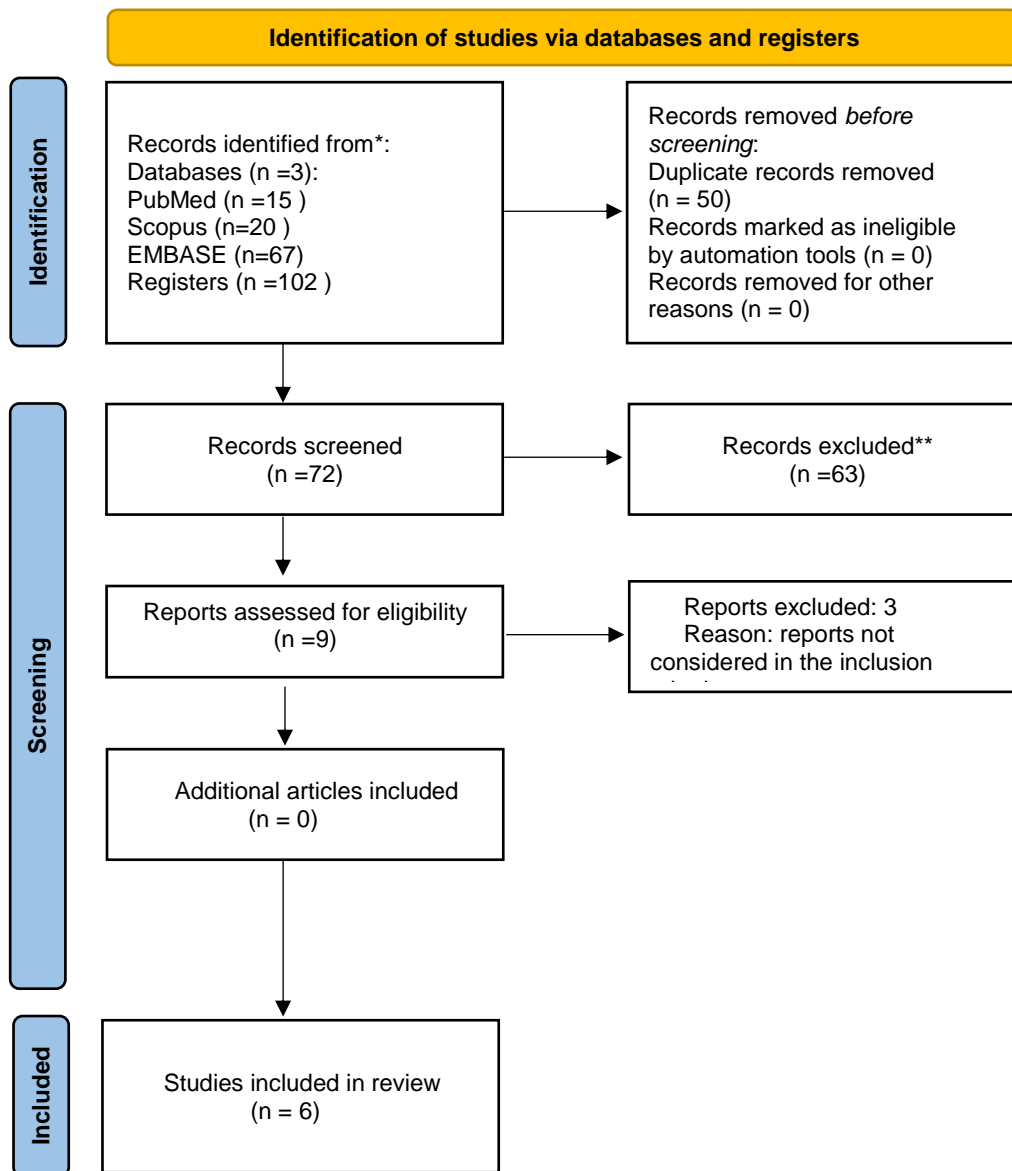 Identification of studies via databases and registers
Identification
Records identified from*:
Databases (n =3):
PubMed (n =15 )
Scopus (n=20 )
EMBASE (n=67)
Registers (n =102 )
Records removed before
screening:
Duplicate records removed
(n = 50)
Records marked as ineligible
by automation tools (n = 0)
Records removed for other
reasons (n = 0)
Screening
Records screened
(n =72)
Records excluded**
(n =63)
Reports assessed for eligibility
(n =9)
Reports excluded: 3
Reason: reports not
considered in the inclusion
Additional articles included
(n = 0)
Included
Studies included in review
(n = 6)